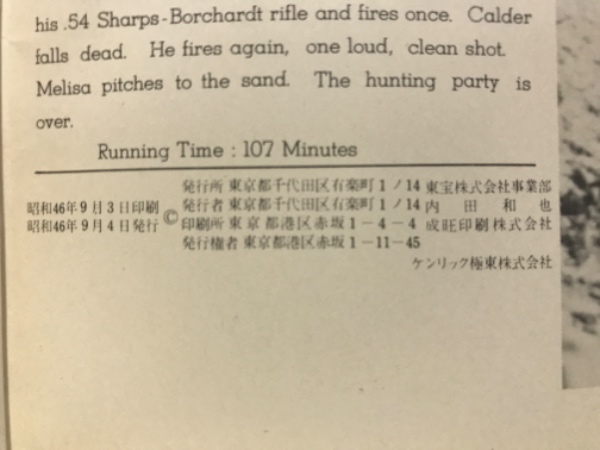 his .54 Sharps-Borchardt rifle and fires once. Calder
falls dead. He fires again, one loud, clean shot.
Melisa pitches to the sand. The hunting party is
over.
Running Time : 107 Minutes
発行所 東京都千代田区有楽町1ノ14 東宝株式会社事業部
昭和46年9月3日印刷 発行者 東京都千代田区有楽町1ノ14 内田和也
昭和46年9月4日発行 © 印刷所 東京都港区赤坂1-4-4 成旺印刷株式会社
発行権者 東京都港区赤坂1-11-45
ケンリック極東株式会社